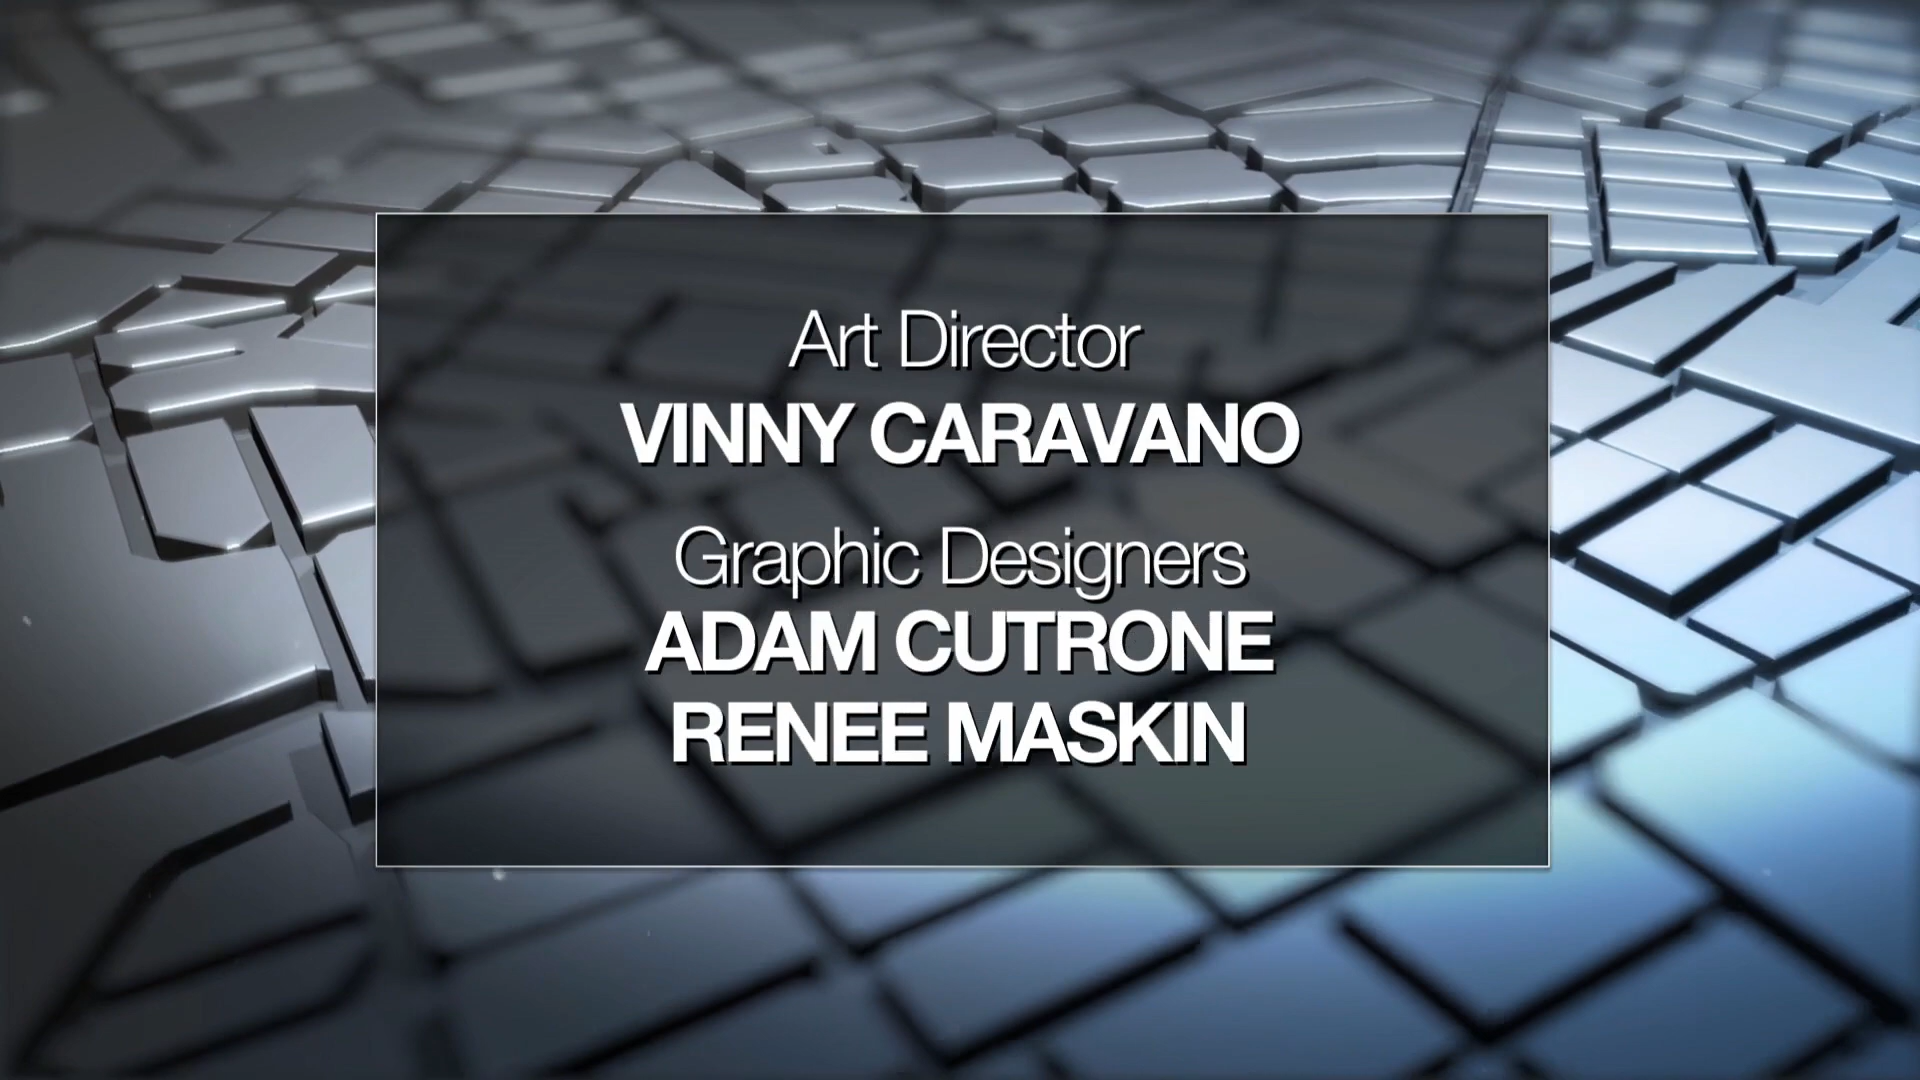 Art Director
VINNY CARAVANO
Graphic Designers
ADAM CUTRONE
RENEE MASKIN